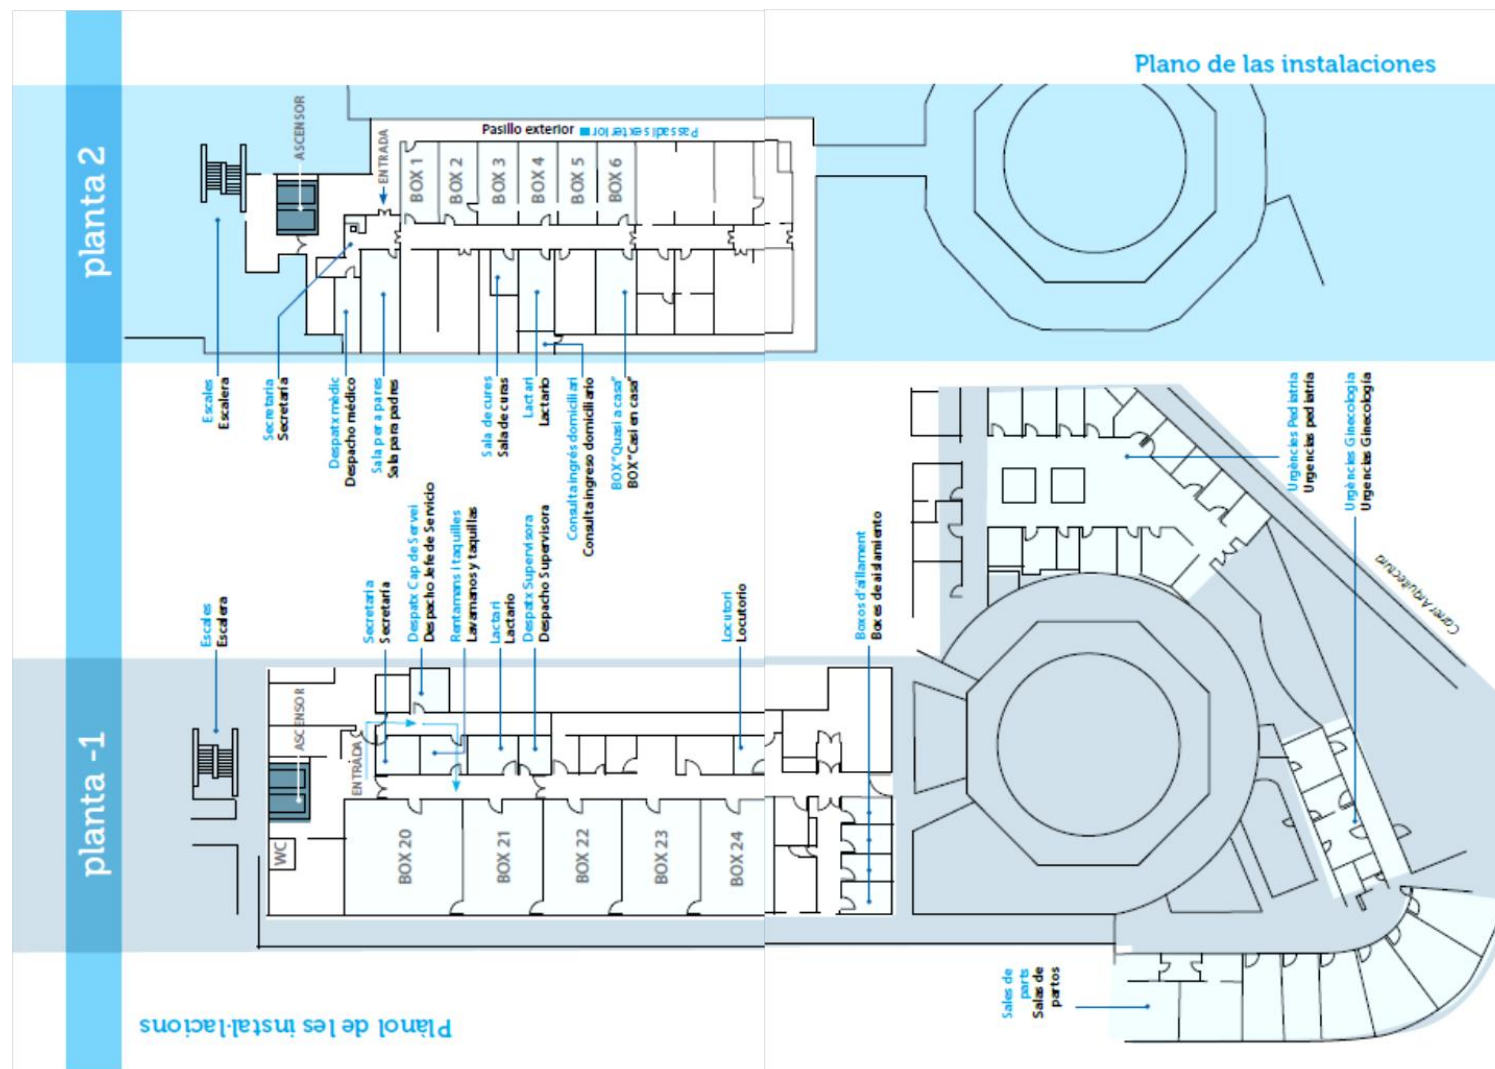 Plano de las instalaciones
planta 2
ASCENSOR
ENTRADA
Pasillo exterior ■ Passadís exterior
BOX 1
BOX 2
BOX 3
BOX 4
BOX 5
BOX 6
Escales
Escalera
Secretaria
Secretaría
Despatx mèdic
Despacho médico
Sala per a pares
Sala para padres
Sala de cures
Sala de curas
Lactari
Lactario
Consulta ingrés domiciliari
Consulta ingreso domiciliario
BOX "Quasi a casa"
BOX "Casi en casa"
Urgències Pediatria
Urgencias pediatría
Urgències Ginecologia
Urgencias Ginecología
Carrer Arquitectura
planta -1
Escales
Escalera
Secretaria
Secretaría
Despatx Cap de Servei
Despacho Jefe de Servicio
Rentamans i taquilles
Lavamanos y taquillas
Lactari
Lactario
Despatx Supervisora
Despacho Supervisora
Locutori
Locutorio
Boxos d'aïllament
Boxes de aislamiento
ASCENSOR
ENTRADA
WC
BOX 20
BOX 21
BOX 22
BOX 23
BOX 24
Sales de
parts
Salas de
partos
Plànol de les instal·lacions